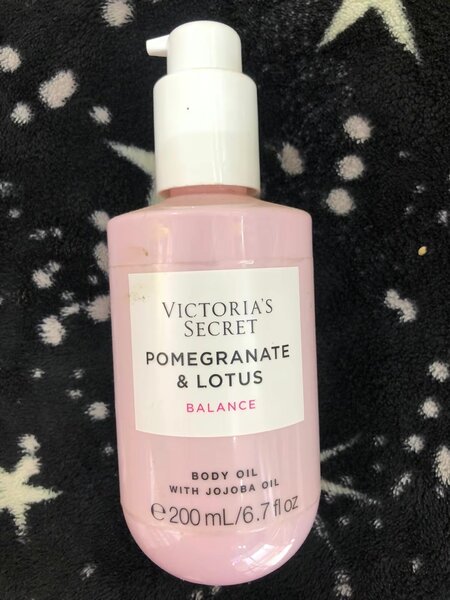 VICTORIA'S
SECRET
POMEGRANATE
& LOTUS
BALANCE
BODY OIL
WITH JOJOBA OIL
℮ 200 mL/6.7 fl oz